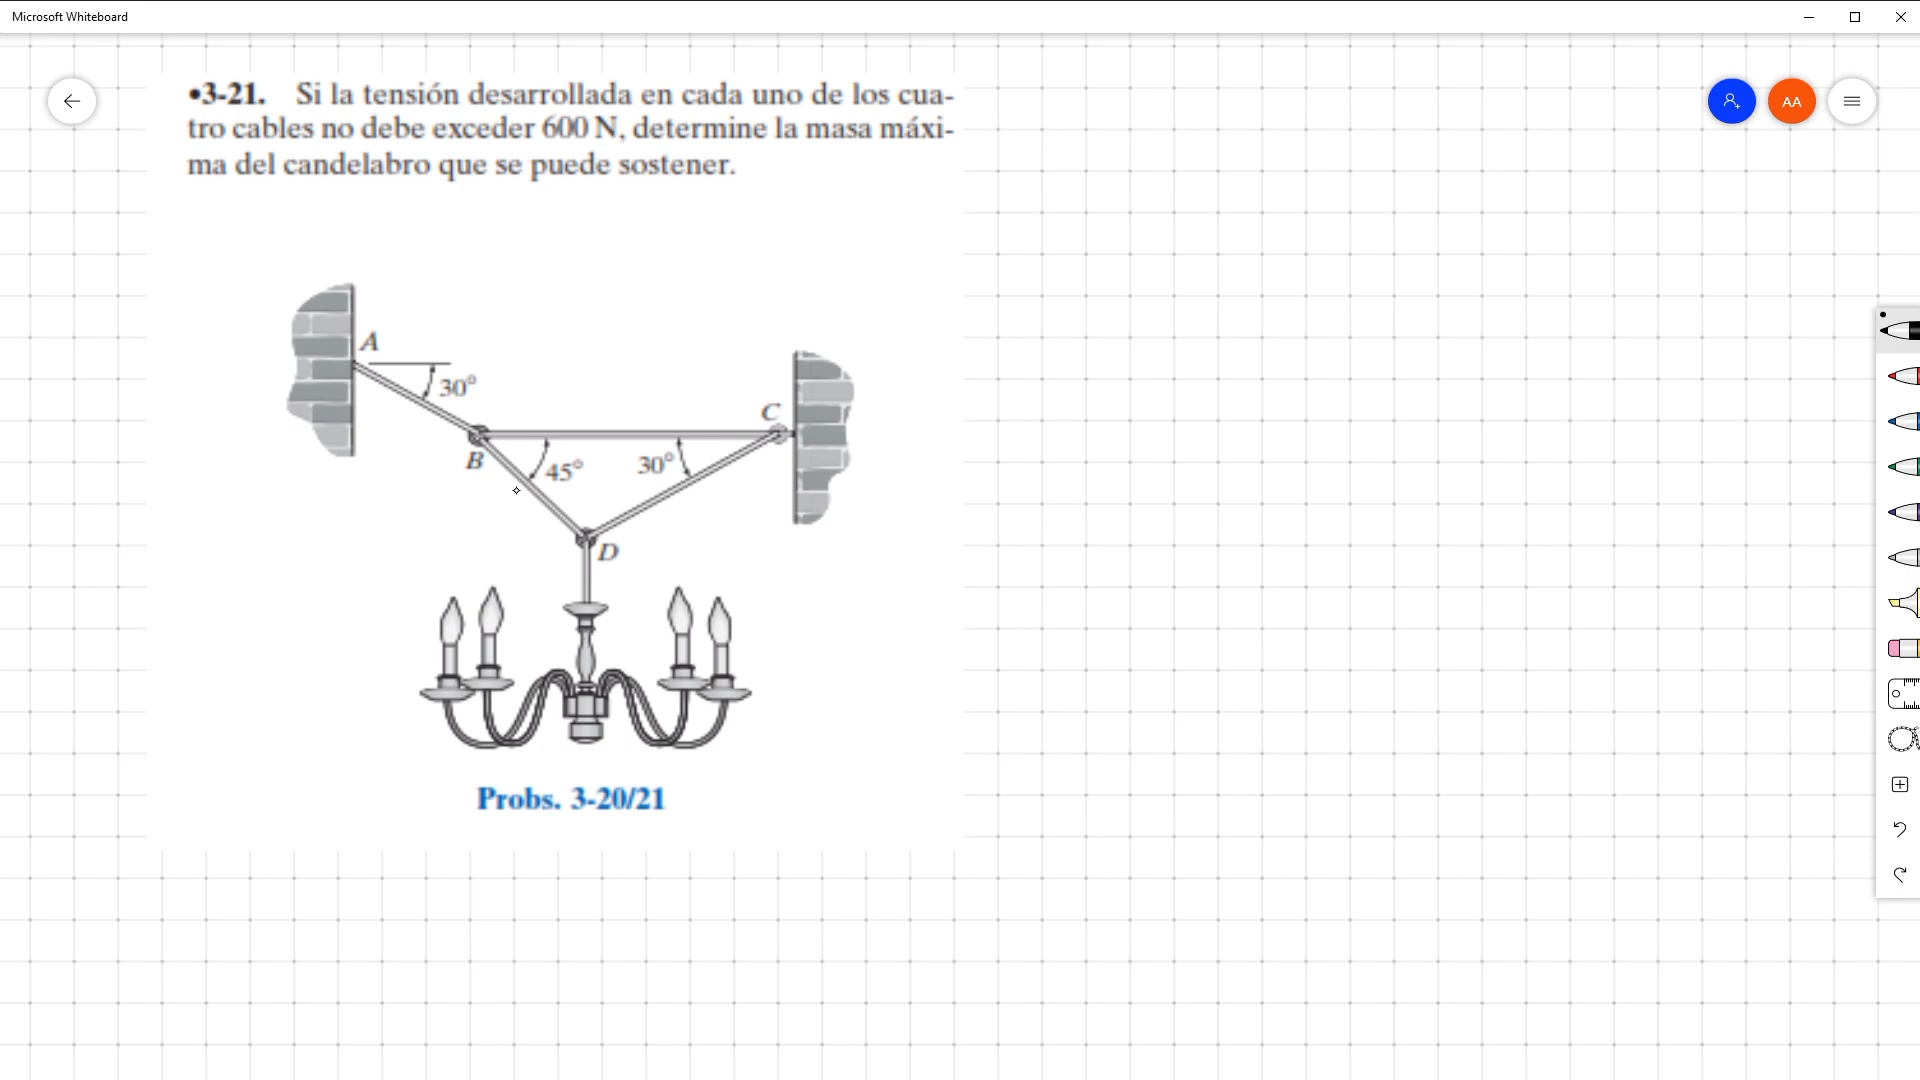 Microsoft Whiteboard
•3-21. Si la tensión desarrollada en cada uno de los cua-
tro cables no debe exceder 600 N, determine la masa máxi-
ma del candelabro que se puede sostener.
AA
A
30°
C
B
45°
30°
D
Probs. 3-20/21